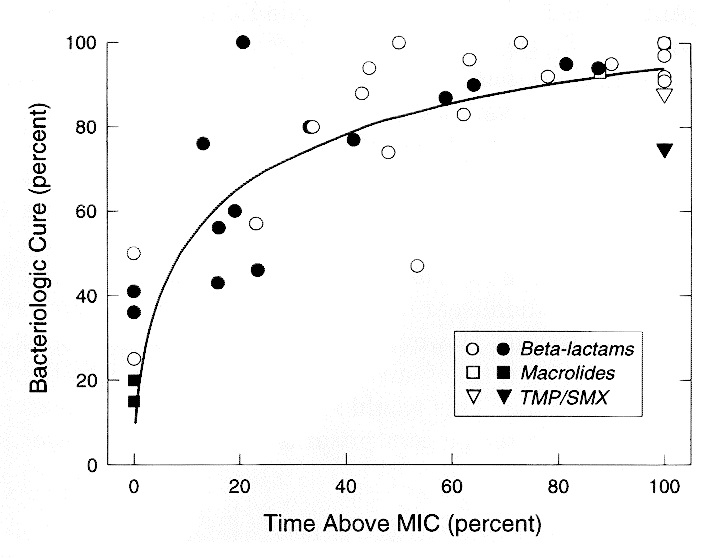 100
80
60
40
20
0
Bacteriologic Cure (percent)
Beta-lactams
Macrolides
TMP/SMX
0 20 40 60 80 100
Time Above MIC (percent)